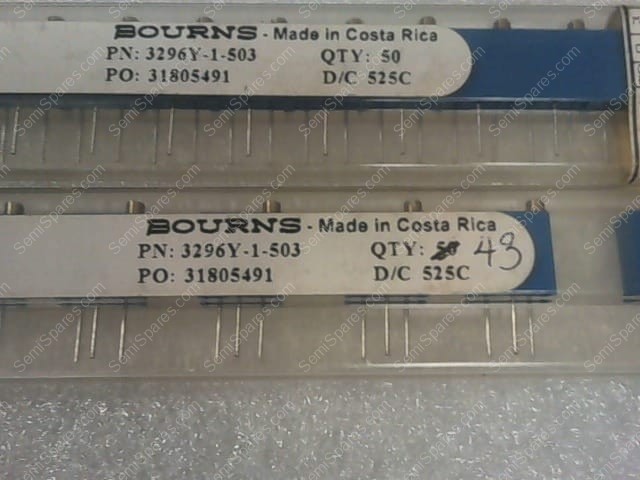 BOURNS - Made in Costa Rica
PN: 3296Y-1-503 QTY: 50
PO: 31805491 D/C 525C
BOURNS - Made in Costa Rica
PN: 3296Y-1-503 QTY: 50 43
PO: 31805491 D/C 525C
SemiSpares.com